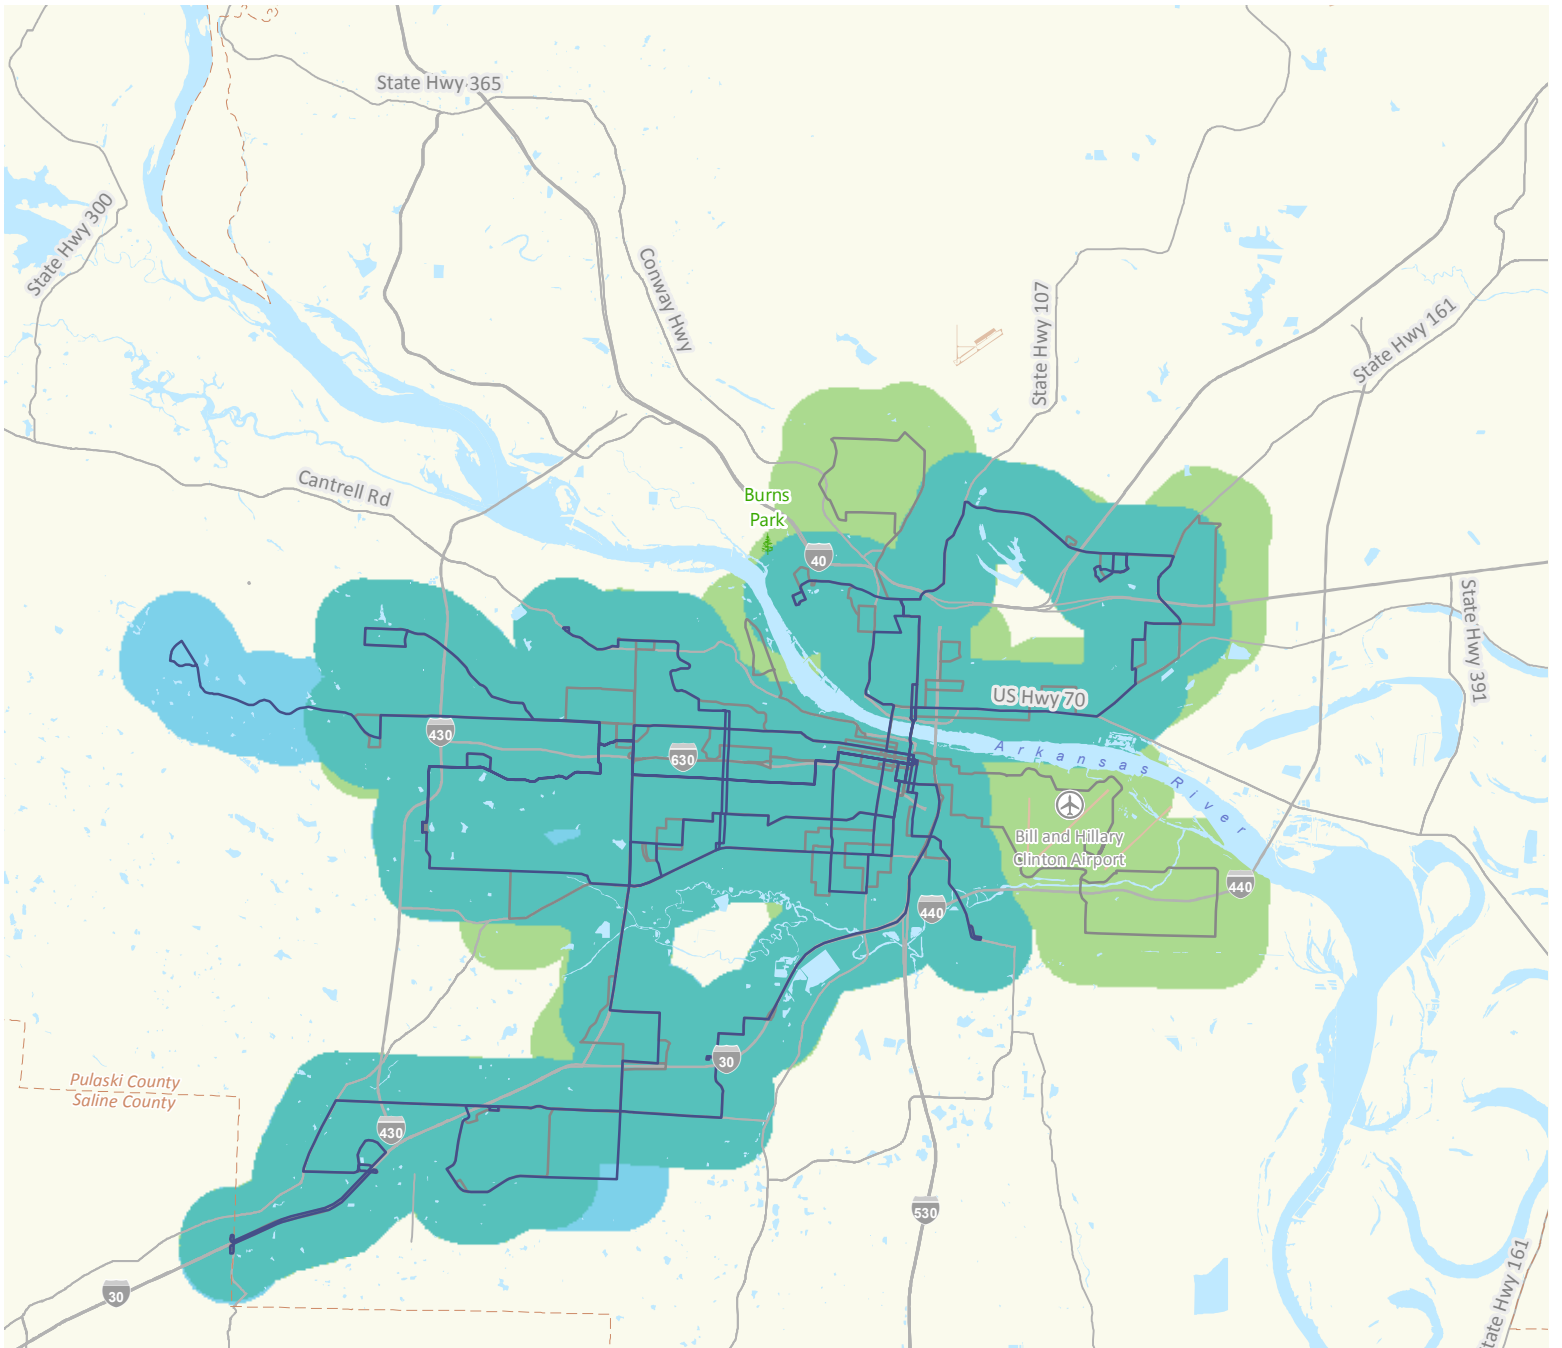 State Hwy 365
State Hwy 300
Conway Hwy
State Hwy 107
State Hwy 161
Cantrell Rd
Burns
Park
40
State Hwy 391
US Hwy 70
430
630
Arkansas River
Bill and Hillary
Clinton Airport
440
440
30
Pulaski County
Saline County
430
530
30
State Hwy 161